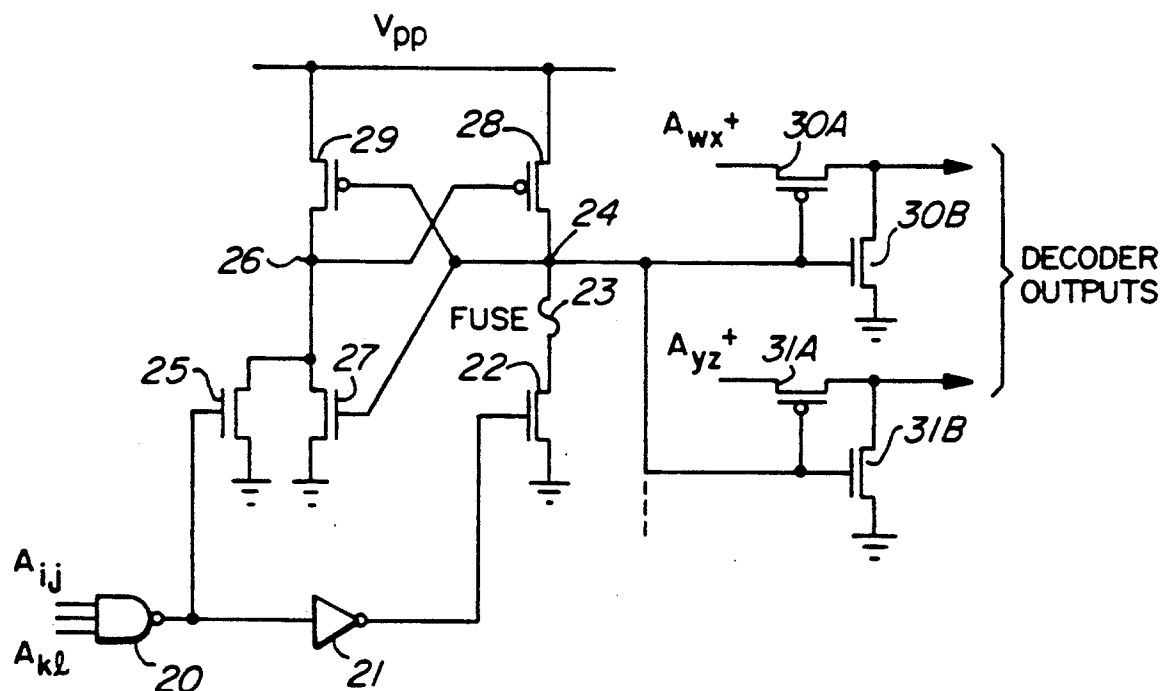 Vpp
29
28
Awx+
30A
24
30B
26
DECODER
OUTPUTS
FUSE
23
Ayz+
31A
25
27
22
31B
Aij
Akl
20
21